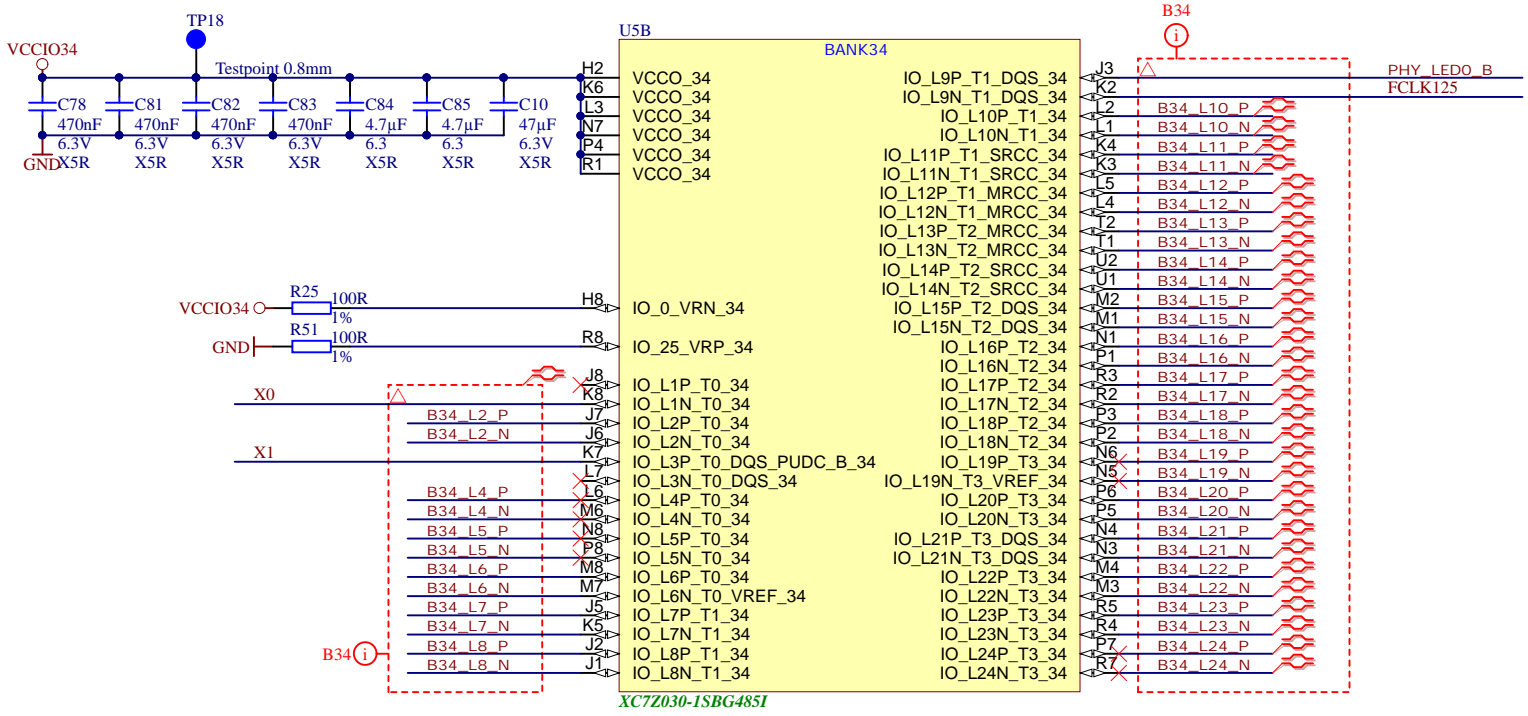 TP18
VCCIO34
Testpoint 0.8mm
C78
470nF
6.3V
X5R
C81
470nF
6.3V
X5R
C82
470nF
6.3V
X5R
C83
470nF
6.3V
X5R
C84
4.7µF
6.3
X5R
C85
4.7µF
6.3
X5R
C10
47µF
6.3V
X5R
GND
U5B
BANK34
H2 VCCO_34
K6 VCCO_34
L3 VCCO_34
N7 VCCO_34
P4 VCCO_34
R1 VCCO_34
VCCIO34 R25 100R 1% H8 IO_0_VRN_34
GND R51 100R 1% R8 IO_25_VRP_34
J8 IO_L1P_T0_34
X0 K8 IO_L1N_T0_34
B34_L2_P J7 IO_L2P_T0_34
B34_L2_N J6 IO_L2N_T0_34
X1 K7 IO_L3P_T0_DQS_PUDC_B_34
L7 IO_L3N_T0_DQS_34
B34_L4_P L6 IO_L4P_T0_34
B34_L4_N M6 IO_L4N_T0_34
B34_L5_P N8 IO_L5P_T0_34
B34_L5_N P8 IO_L5N_T0_34
B34_L6_P M8 IO_L6P_T0_34
B34_L6_N M7 IO_L6N_T0_VREF_34
B34_L7_P J5 IO_L7P_T1_34
B34_L7_N K5 IO_L7N_T1_34
B34_L8_P J2 IO_L8P_T1_34
B34_L8_N J1 IO_L8N_T1_34
B34 i
B34
i
IO_L9P_T1_DQS_34 J3 PHY_LED0_B
IO_L9N_T1_DQS_34 K2 FCLK125
IO_L10P_T1_34 L2 B34_L10_P
IO_L10N_T1_34 L1 B34_L10_N
IO_L11P_T1_SRCC_34 K4 B34_L11_P
IO_L11N_T1_SRCC_34 K3 B34_L11_N
IO_L12P_T1_MRCC_34 L5 B34_L12_P
IO_L12N_T1_MRCC_34 L4 B34_L12_N
IO_L13P_T2_MRCC_34 T2 B34_L13_P
IO_L13N_T2_MRCC_34 T1 B34_L13_N
IO_L14P_T2_SRCC_34 U2 B34_L14_P
IO_L14N_T2_SRCC_34 U1 B34_L14_N
IO_L15P_T2_DQS_34 M2 B34_L15_P
IO_L15N_T2_DQS_34 M1 B34_L15_N
IO_L16P_T2_34 N1 B34_L16_P
IO_L16N_T2_34 P1 B34_L16_N
IO_L17P_T2_34 R3 B34_L17_P
IO_L17N_T2_34 R2 B34_L17_N
IO_L18P_T2_34 P3 B34_L18_P
IO_L18N_T2_34 P2 B34_L18_N
IO_L19P_T3_34 N6 B34_L19_P
IO_L19N_T3_VREF_34 N5 B34_L19_N
IO_L20P_T3_34 P6 B34_L20_P
IO_L20N_T3_34 P5 B34_L20_N
IO_L21P_T3_DQS_34 N4 B34_L21_P
IO_L21N_T3_DQS_34 N3 B34_L21_N
IO_L22P_T3_34 M4 B34_L22_P
IO_L22N_T3_34 M3 B34_L22_N
IO_L23P_T3_34 R5 B34_L23_P
IO_L23N_T3_34 R4 B34_L23_N
IO_L24P_T3_34 P7 B34_L24_P
IO_L24N_T3_34 R7 B34_L24_N
XC7Z030-1SBG485I